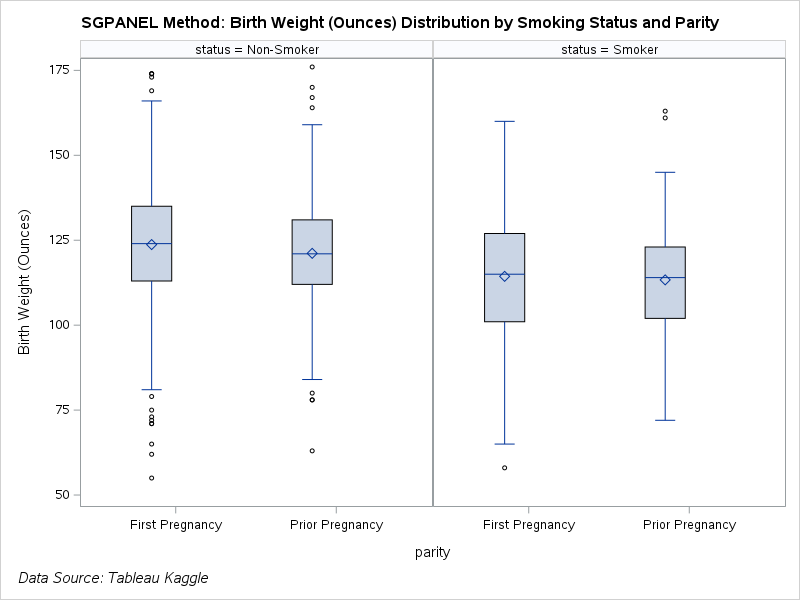 SGPANEL Method: Birth Weight (Ounces) Distribution by Smoking Status and Parity
status = Non-Smoker
status = Smoker
175
150
125
100
75
50
Birth Weight (Ounces)
First Pregnancy
Prior Pregnancy
First Pregnancy
Prior Pregnancy
parity
Data Source: Tableau Kaggle